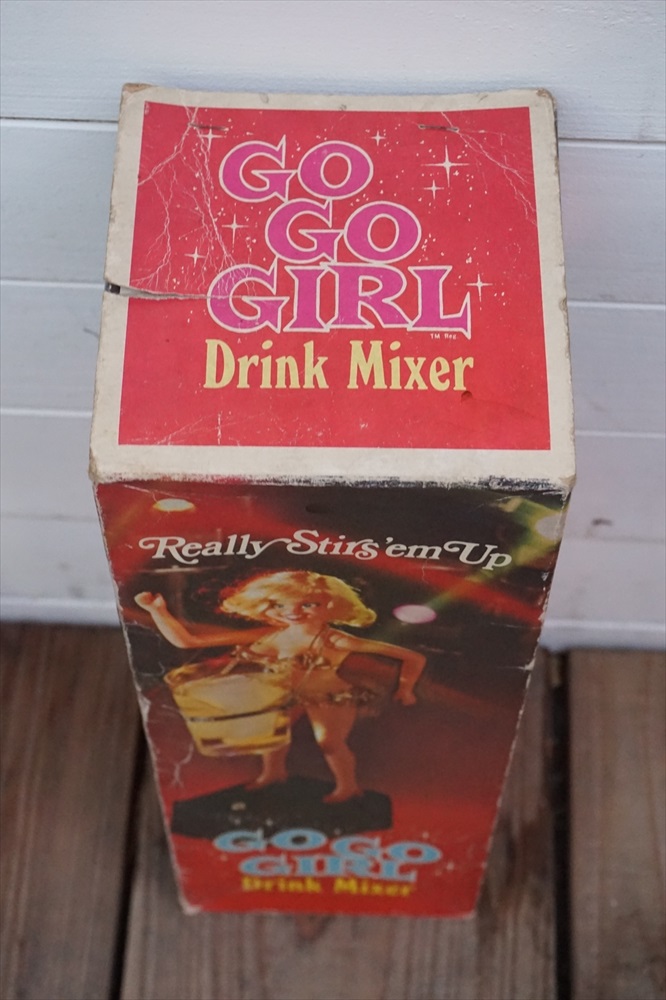 GO
GO
GIRL
TM Reg
Drink Mixer
Really Stirs'em Up
GO GO
GIRL
Drink Mixer